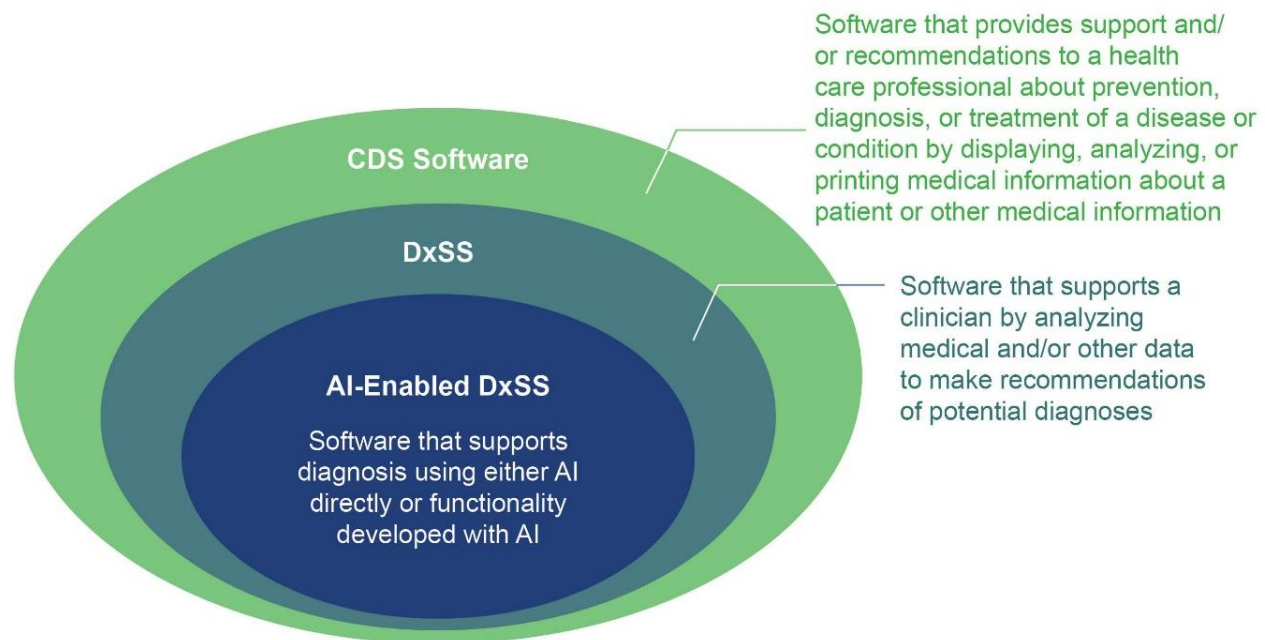 Software that provides support and/
or recommendations to a health
care professional about prevention,
diagnosis, or treatment of a disease or
condition by displaying, analyzing, or
printing medical information about a
patient or other medical information
CDS Software
DxSS
Software that supports a
clinician by analyzing
medical and/or other data
to make recommendations
of potential diagnoses
AI-Enabled DxSS
Software that supports
diagnosis using either AI
directly or functionality
developed with AI